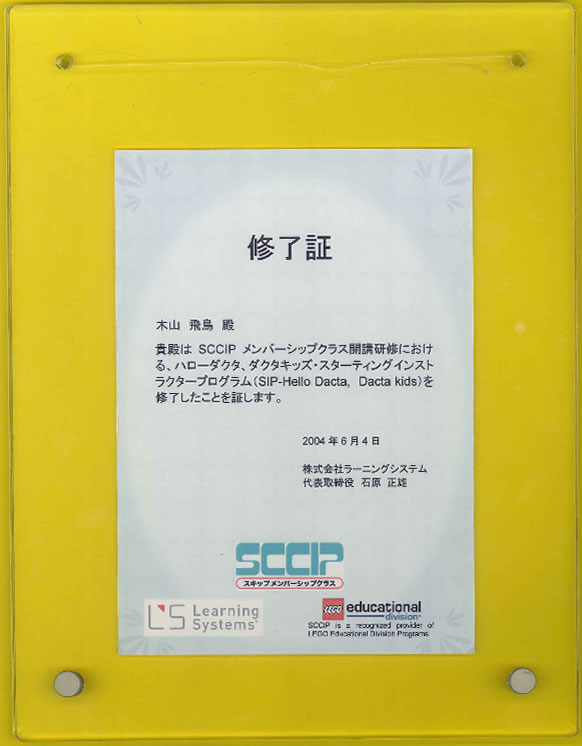 修了証
木山 飛鳥 殿
貴殿は SCCIP メンバーシップクラス開講研修におけ
る、ハローダクタ、ダクタキッズ・スターティングインスト
ラクタープログラム(SIP-Hello Dacta, Dacta kids)を
修了したことを証します。
2004年6月4日
株式会社ラーニングシステム
代表取締役 石原 正雄
SCCIP
スキップメンバーシップクラス
LS Learning Systems
LEGO educational division
SCCIP is a recognized provider of
LEGO Educational Division Programs.